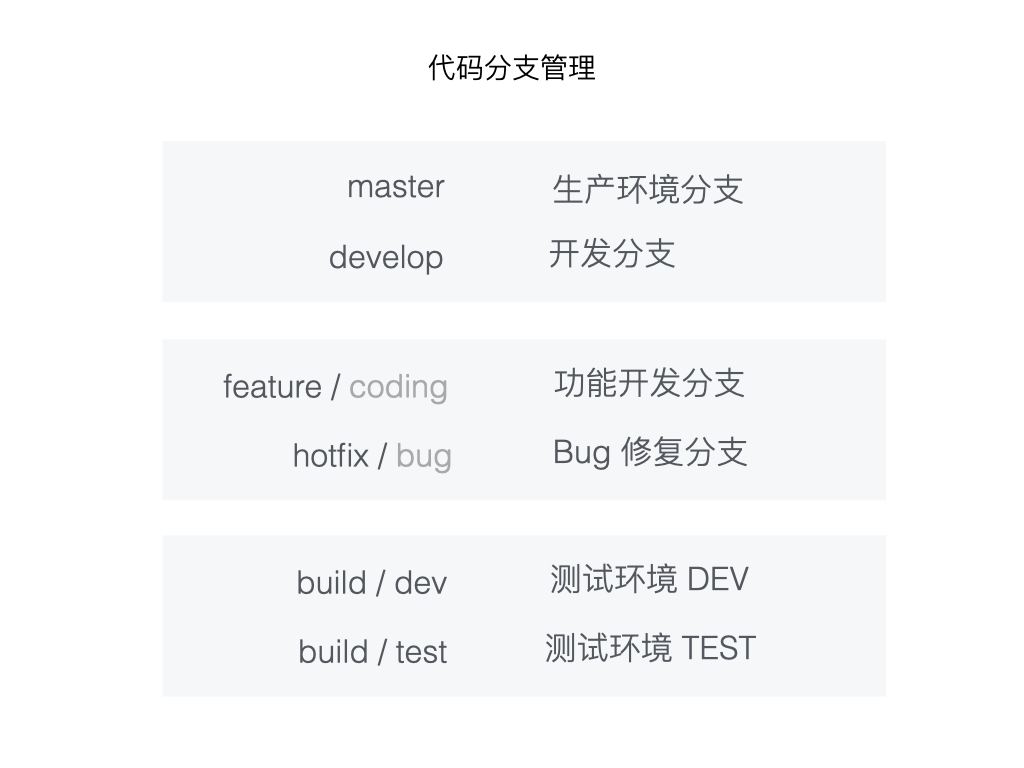 代码分支管理
master 生产环境分支
develop 开发分支
feature / coding 功能开发分支
hotfix / bug Bug 修复分支
build / dev 测试环境 DEV
build / test 测试环境 TEST